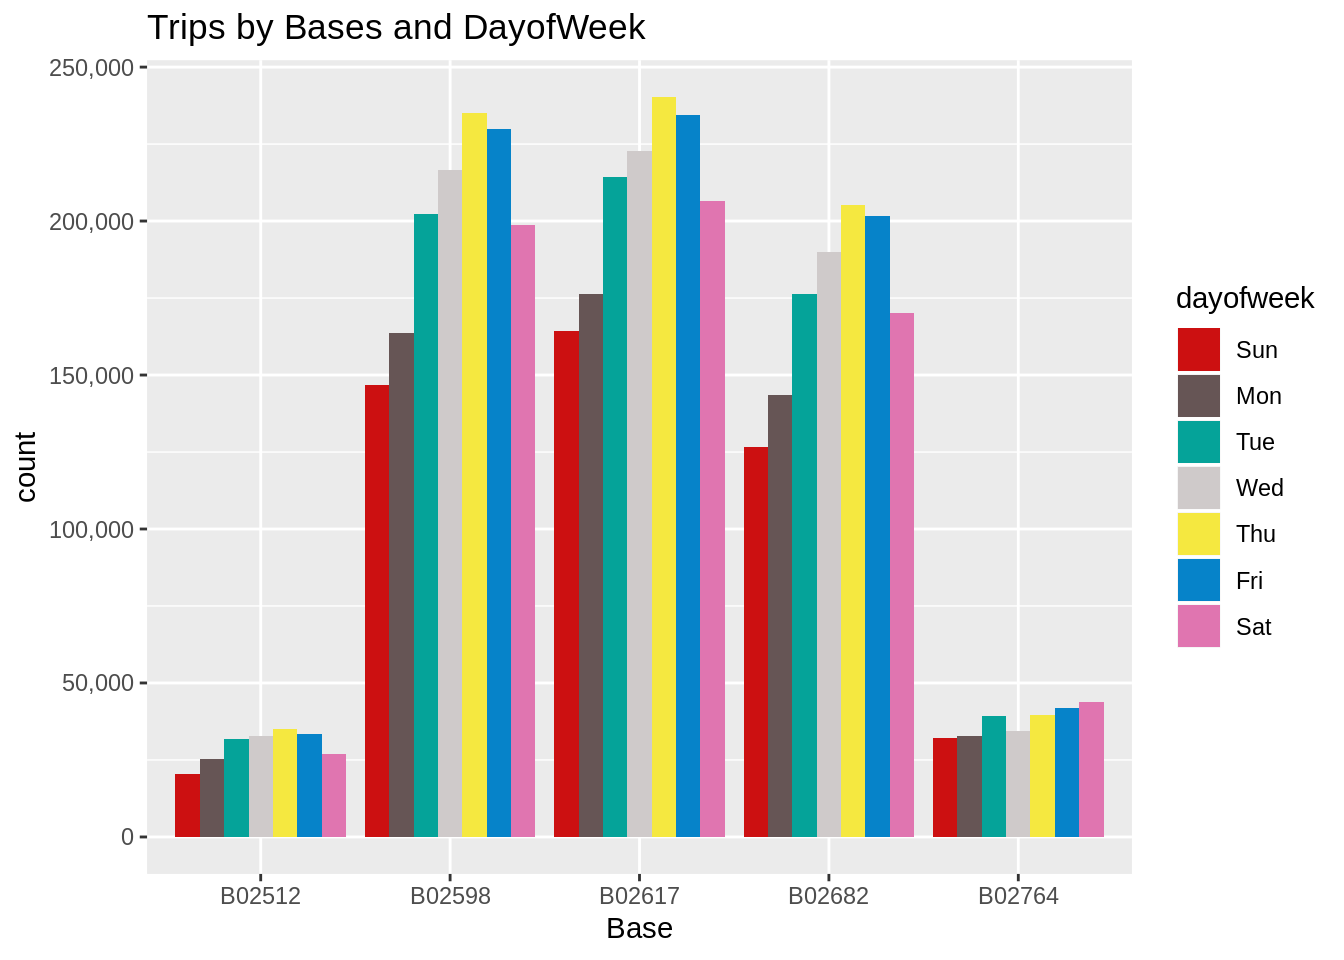 Trips by Bases and DayofWeek
250,000
200,000
150,000
100,000
50,000
0
count
B02512 B02598 B02617 B02682 B02764
Base
dayofweek
Sun
Mon
Tue
Wed
Thu
Fri
Sat